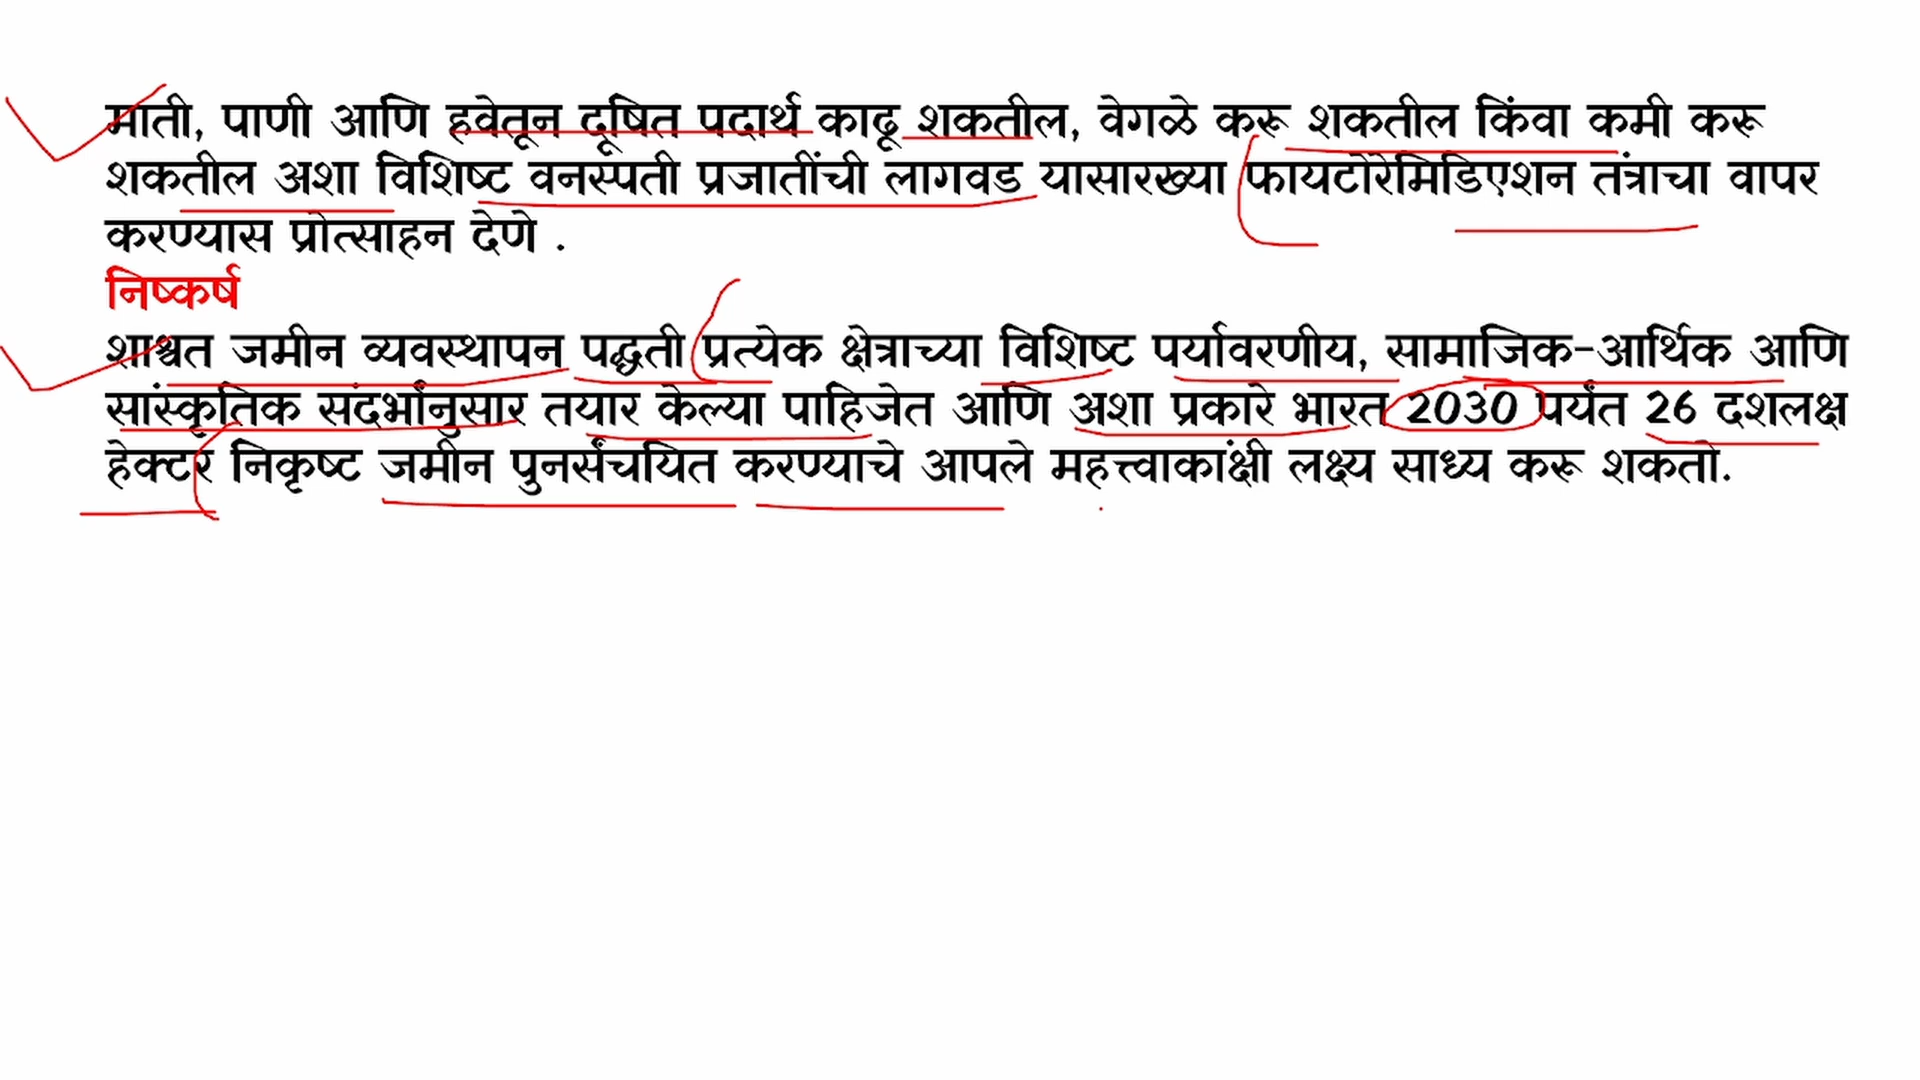 माती, पाणी आणि हवेतून दूषित पदार्थ काढू शकतील, वेगळे करू शकतील किंवा कमी करू
शकतील अशा विशिष्ट वनस्पती प्रजातींची लागवड यासारख्या फायटोरेमिडिएशन तंत्राचा वापर
करण्यास प्रोत्साहन देणे .
निष्कर्ष
शाश्वत जमीन व्यवस्थापन पद्धती प्रत्येक क्षेत्राच्या विशिष्ट पर्यावरणीय, सामाजिक-आर्थिक आणि
सांस्कृतिक संदर्भांनुसार तयार केल्या पाहिजेत आणि अशा प्रकारे भारत 2030 पर्यंत 26 दशलक्ष
हेक्टर निकृष्ट जमीन पुनर्संचयित करण्याचे आपले महत्त्वाकांक्षी लक्ष्य साध्य करू शकतो.